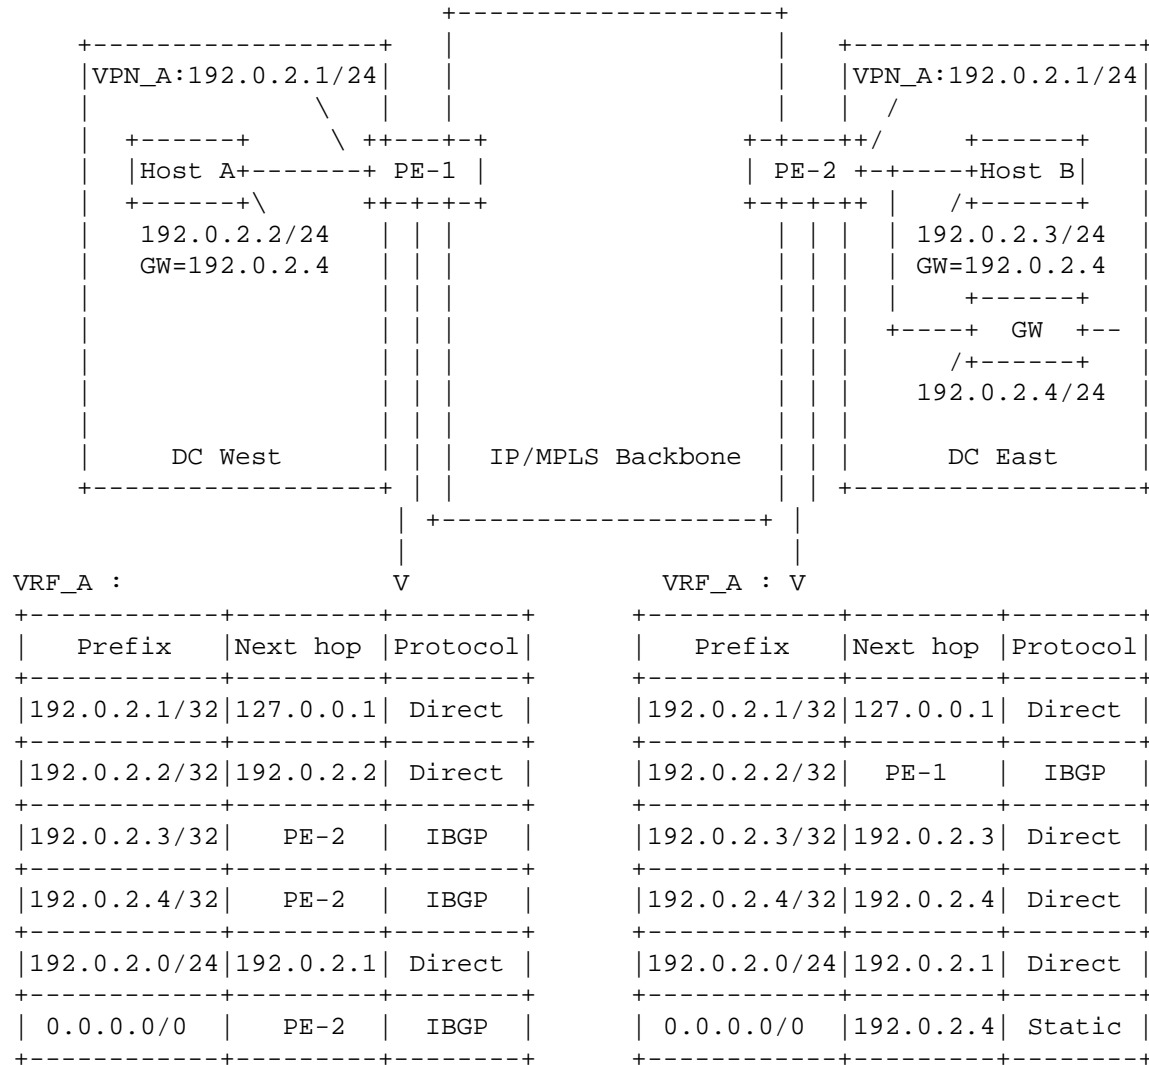 VPN_A:192.0.2.1/24 VPN_A:192.0.2.1/24
Host A PE-1 PE-2 Host B
192.0.2.2/24 192.0.2.3/24
GW=192.0.2.4 GW=192.0.2.4
GW
192.0.2.4/24
DC West IP/MPLS Backbone DC East
VRF_A : V VRF_A : V
Prefix Next hop Protocol Prefix Next hop Protocol
192.0.2.1/32 127.0.0.1 Direct 192.0.2.1/32 127.0.0.1 Direct
192.0.2.2/32 192.0.2.2 Direct 192.0.2.2/32 PE-1 IBGP
192.0.2.3/32 PE-2 IBGP 192.0.2.3/32 192.0.2.3 Direct
192.0.2.4/32 PE-2 IBGP 192.0.2.4/32 192.0.2.4 Direct
192.0.2.0/24 192.0.2.1 Direct 192.0.2.0/24 192.0.2.1 Direct
0.0.0.0/0 PE-2 IBGP 0.0.0.0/0 192.0.2.4 Static